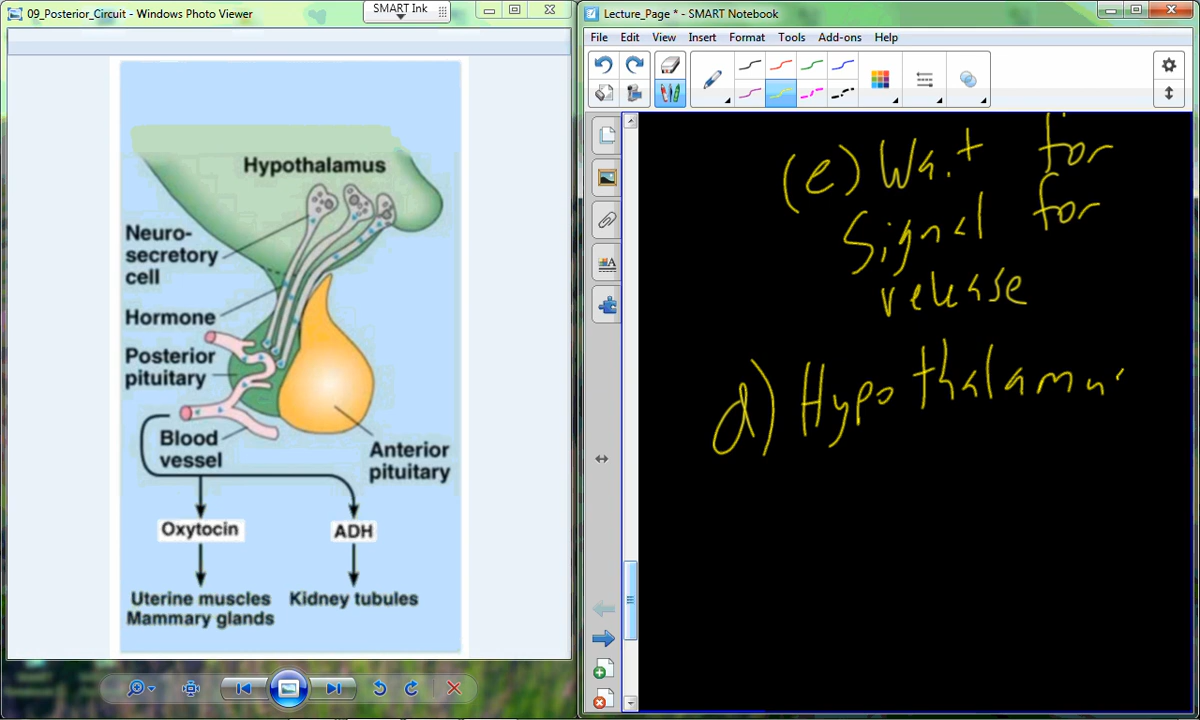 09_Posterior_Circuit - Windows Photo Viewer
SMART Ink
Hypothalamus
Neuro-
secretory
cell
Hormone
Posterior
pituitary
Blood
vessel
Anterior
pituitary
Oxytocin
ADH
Uterine muscles
Mammary glands
Kidney tubules
Lecture_Page * - SMART Notebook
File Edit View Insert Format Tools Add-ons Help
(e) Wait for
Signal for
release
d) Hypothalamu